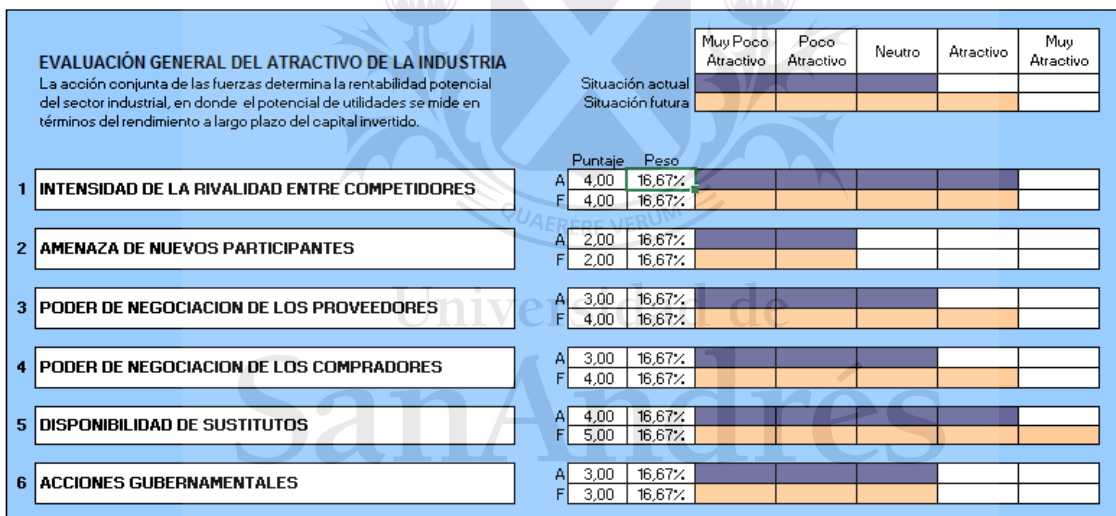 Muy Poco Atractivo
Poco Atractivo
Neutro
Atractivo
Muy Atractivo
EVALUACIÓN GENERAL DEL ATRACTIVO DE LA INDUSTRIA
La acción conjunta de las fuerzas determina la rentabilidad potencial
del sector industrial, en donde el potencial de utilidades se mide en
términos del rendimiento a largo plazo del capital invertido.
Situación actual
Situación futura
Puntaje Peso
1 INTENSIDAD DE LA RIVALIDAD ENTRE COMPETIDORES
A 4,00 16,67%
F 4,00 16,67%
QUAERERE VERUM
2 AMENAZA DE NUEVOS PARTICIPANTES
A 2,00 16,67%
F 2,00 16,67%
3 PODER DE NEGOCIACION DE LOS PROVEEDORES
A 3,00 16,67%
F 4,00 16,67%
Universidad de
4 PODER DE NEGOCIACION DE LOS COMPRADORES
A 3,00 16,67%
F 4,00 16,67%
SanAndrés
5 DISPONIBILIDAD DE SUSTITUTOS
A 4,00 16,67%
F 5,00 16,67%
6 ACCIONES GUBERNAMENTALES
A 3,00 16,67%
F 3,00 16,67%